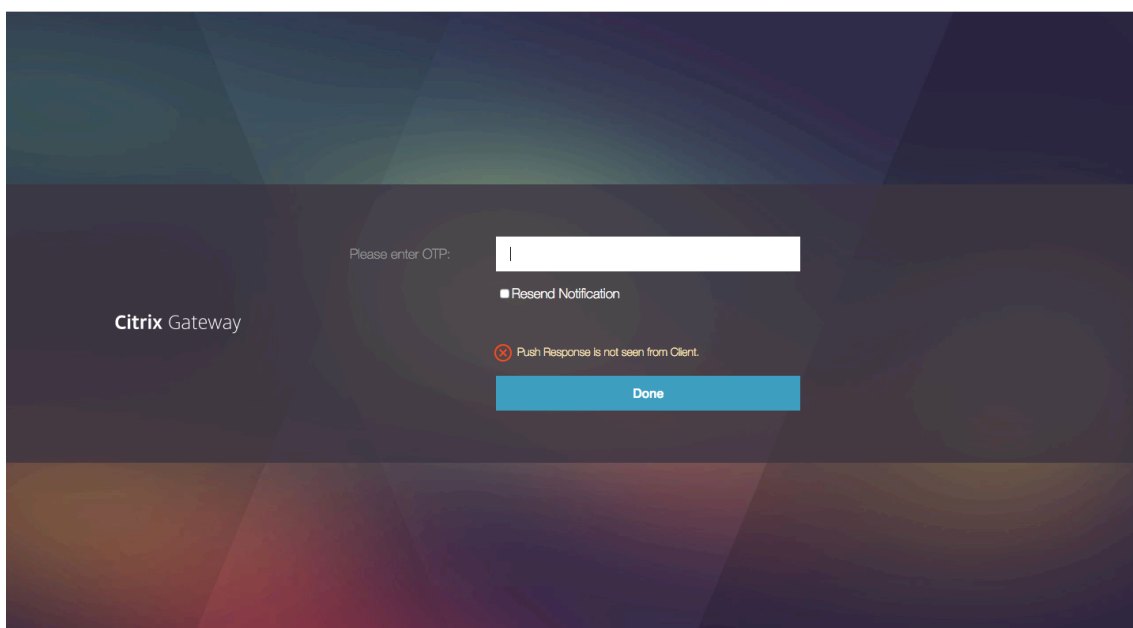 Please enter OTP:
Resend Notification
Citrix Gateway
Push Response is not seen from Client.
Done